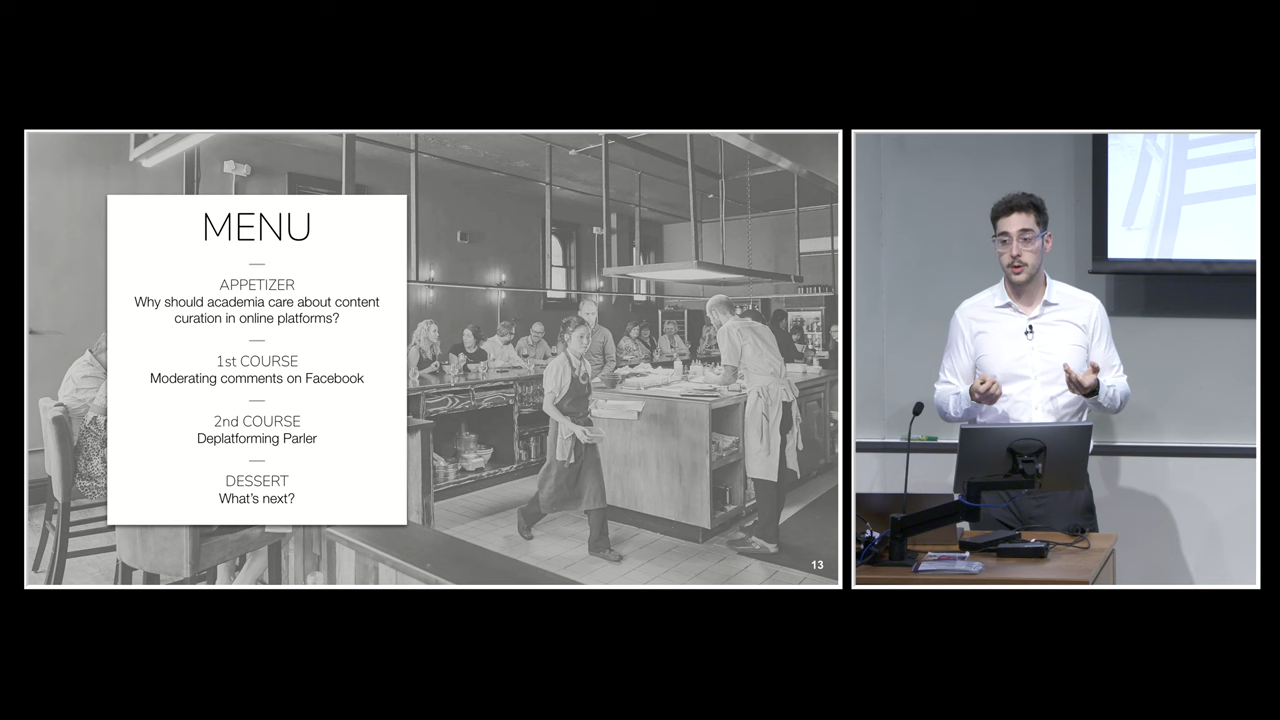 MENU
APPETIZER
Why should academia care about content
curation in online platforms?
1st COURSE
Moderating comments on Facebook
2nd COURSE
Deplatforming Parler
DESSERT
What's next?
13